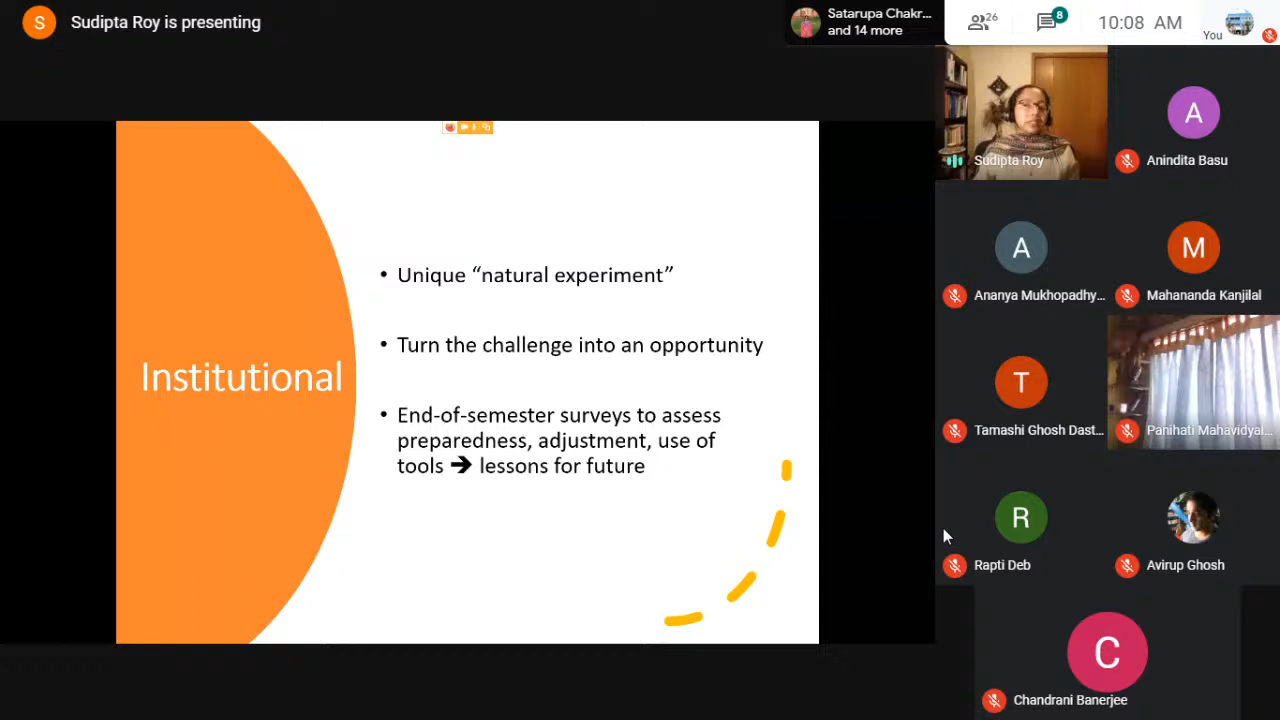 S
Sudipta Roy is presenting
Satarupa Chakr...
and 14 more
26
8
10:08 AM
You
Institutional
• Unique “natural experiment”
• Turn the challenge into an opportunity
• End-of-semester surveys to assess
preparedness, adjustment, use of
tools ➔ lessons for future
Sudipta Roy
A
Anindita Basu
A
Ananya Mukhopadhy...
M
Mahananda Kanjilal
T
Tamashi Ghosh Dast...
Panihati Mahavidyal...
R
Rapti Deb
Avirup Ghosh
C
Chandrani Banerjee